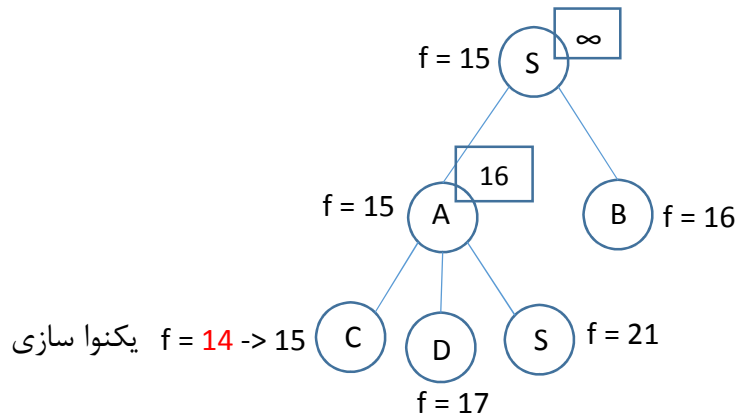 ∞
f = 15 S
16
f = 15 A
B f = 16
یکنوا سازی f = 14 -> 15 C
D
S f = 21
f = 17